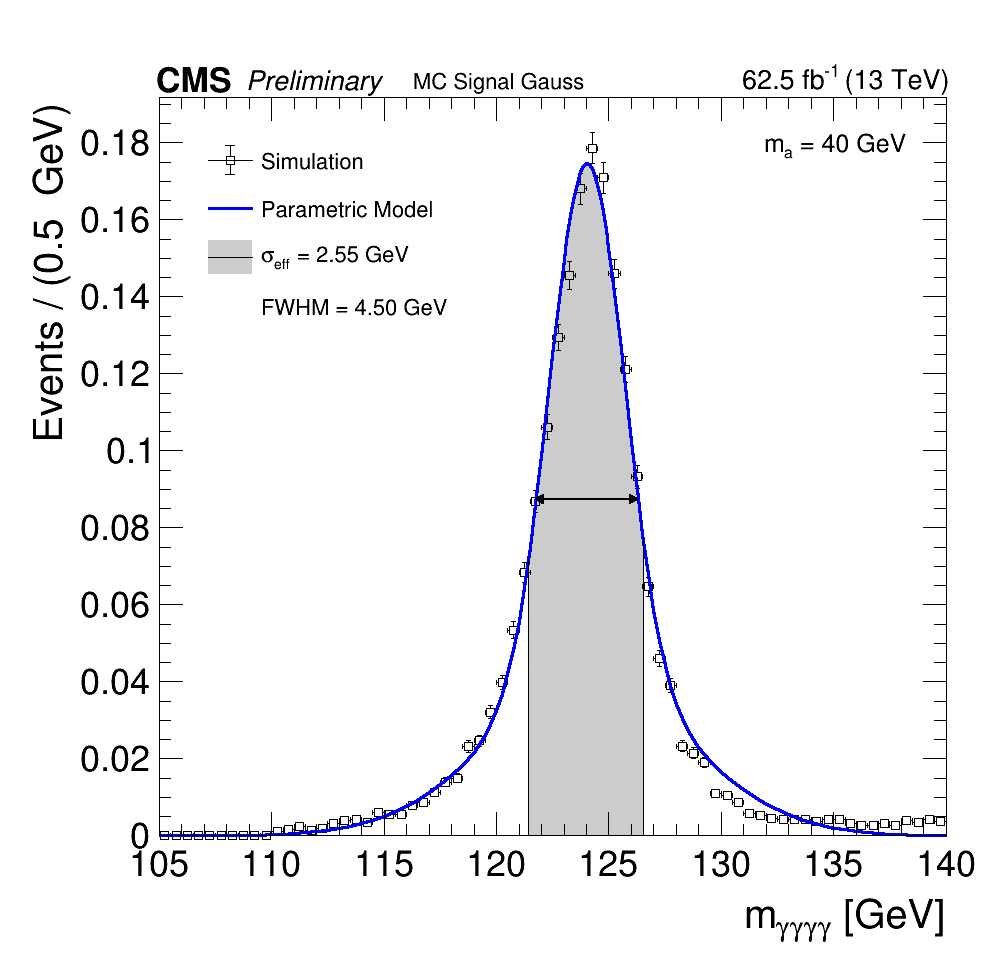 CMS Preliminary MC Signal Gauss 62.5 fb⁻¹ (13 TeV)
Simulation
Parametric Model
σeff = 2.55 GeV
FWHM = 4.50 GeV
mₐ = 40 GeV
Events / (0.5 GeV)
0.18
0.16
0.14
0.12
0.1
0.08
0.06
0.04
0.02
0
105 110 115 120 125 130 135 140
mγγγγ [GeV]